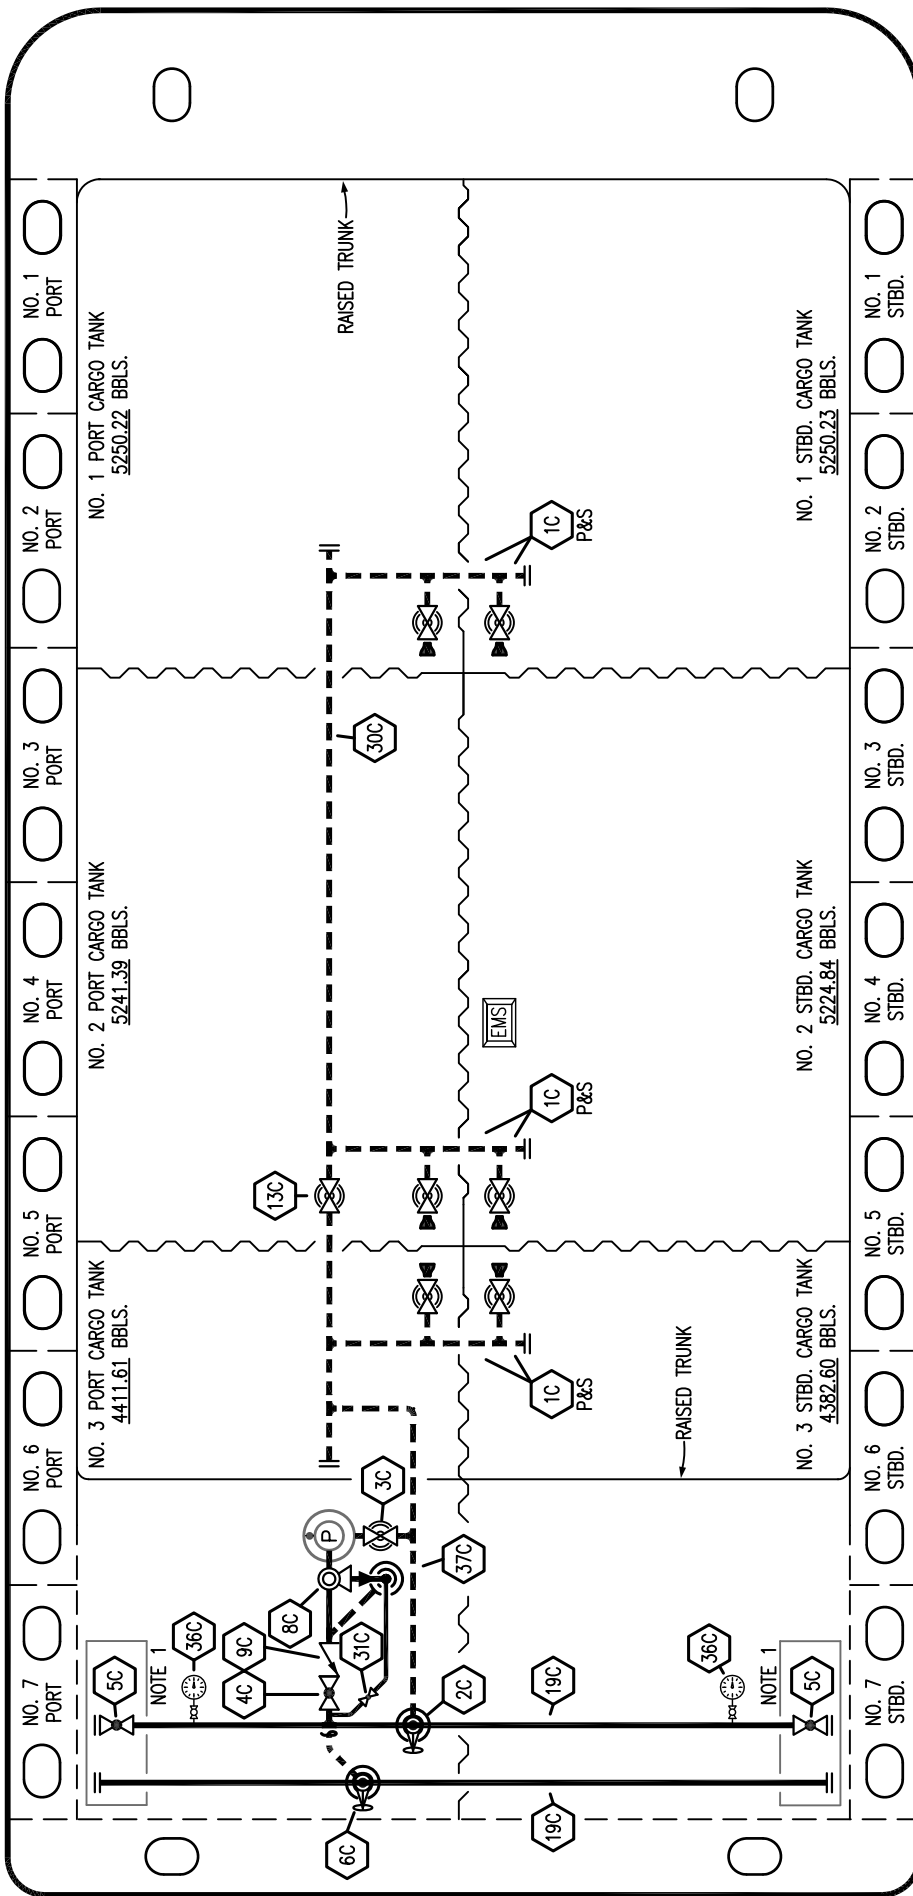 NO. 1
PORT
NO. 2
PORT
NO. 3
PORT
NO. 4
PORT
NO. 5
PORT
NO. 6
PORT
NO. 7
PORT
NO. 1 PORT CARGO TANK
5250.22 BBLS.
NO. 2 PORT CARGO TANK
5241.39 BBLS.
NO. 3 PORT CARGO TANK
4411.61 BBLS.
RAISED TRUNK
30C
13C
1C
P&S
1C
P&S
1C
P&S
EMS
P
3C
8C
9C
4C
31C
37C
2C
6C
5C
NOTE 1
36C
19C
19C
36C
NOTE 1
5C
RAISED TRUNK
NO. 1 STBD. CARGO TANK
5250.23 BBLS.
NO. 2 STBD. CARGO TANK
5224.84 BBLS.
NO. 3 STBD. CARGO TANK
4382.60 BBLS.
NO. 1
STBD.
NO. 2
STBD.
NO. 3
STBD.
NO. 4
STBD.
NO. 5
STBD.
NO. 6
STBD.
NO. 7
STBD.